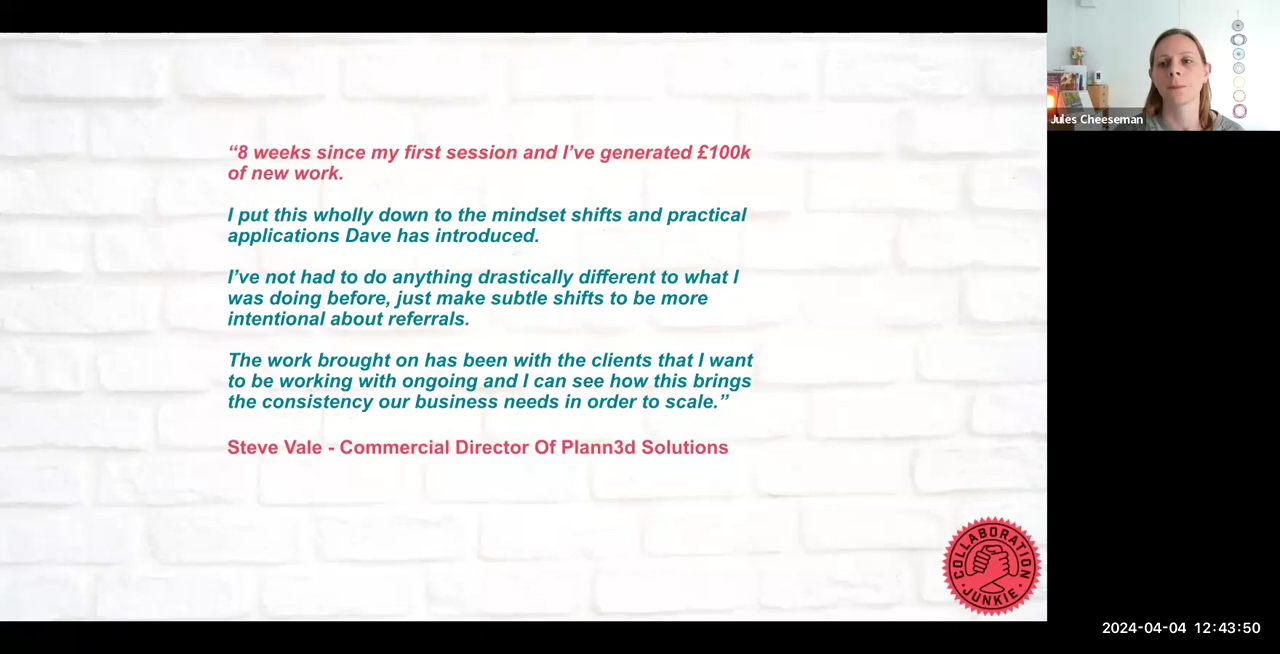 “8 weeks since my first session and I’ve generated £100k
of new work.
I put this wholly down to the mindset shifts and practical
applications Dave has introduced.
I’ve not had to do anything drastically different to what I
was doing before, just make subtle shifts to be more
intentional about referrals.
The work brought on has been with the clients that I want
to be working with ongoing and I can see how this brings
the consistency our business needs in order to scale.”
Steve Vale - Commercial Director Of Plann3d Solutions
COLLABORATION
JUNKIE
Jules Cheeseman
2024-04-04 12:43:50